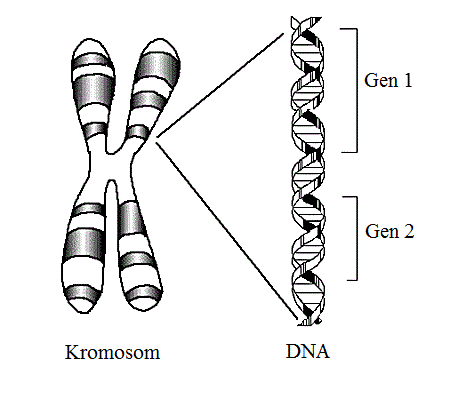 Gen 1
Gen 2
Kromosom
DNA